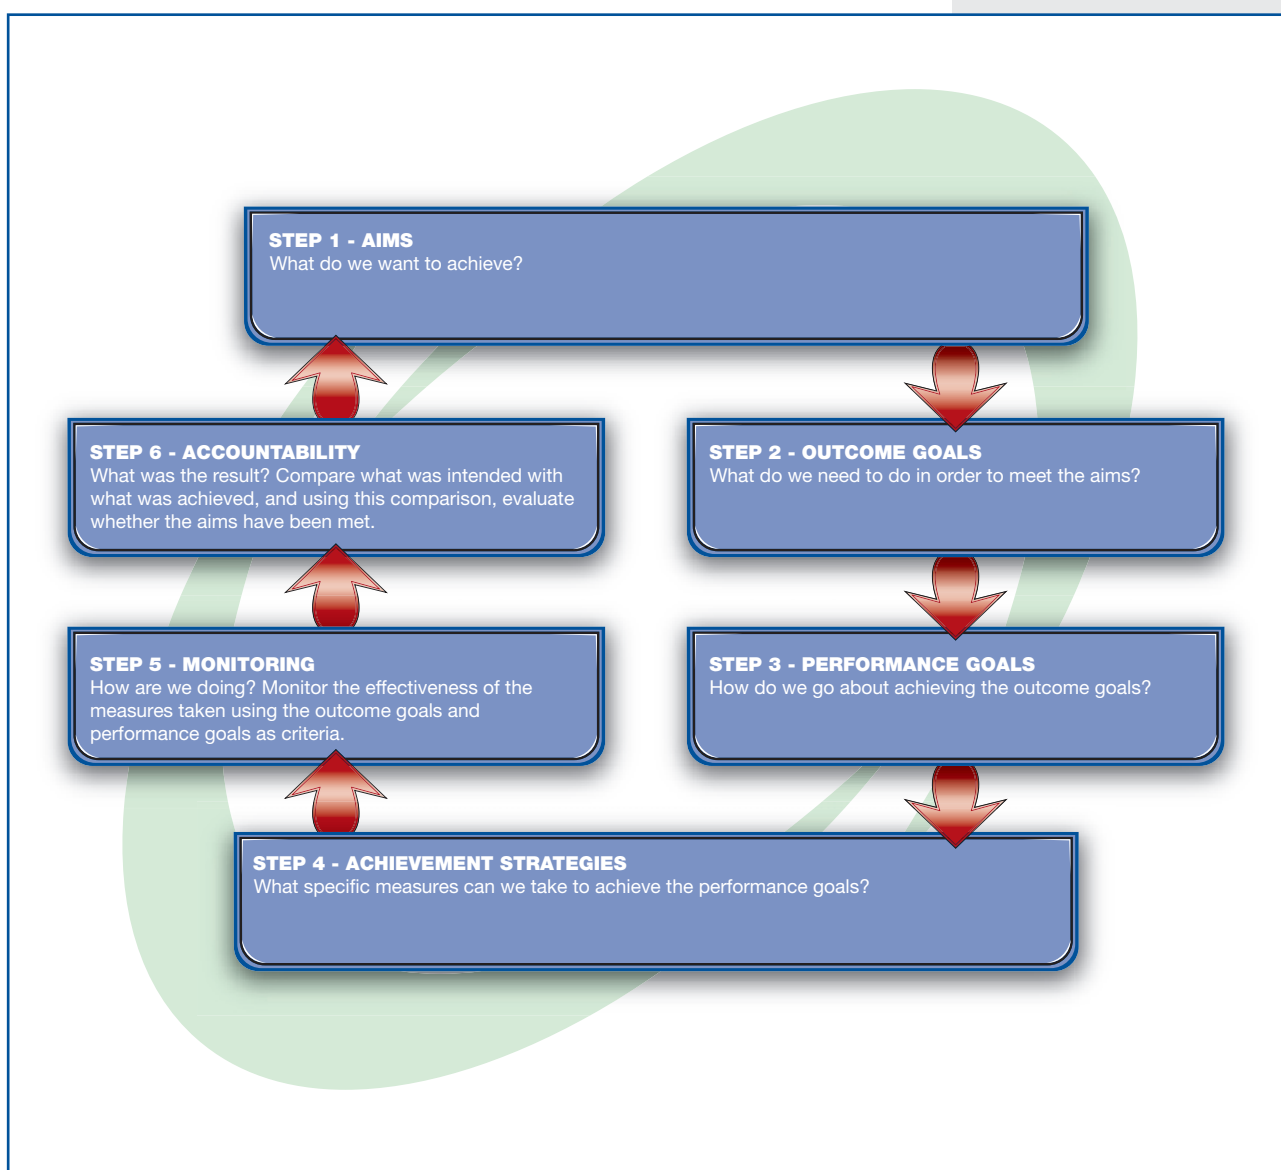 STEP 1 - AIMS
What do we want to achieve?
STEP 2 - OUTCOME GOALS
What do we need to do in order to meet the aims?
STEP 3 - PERFORMANCE GOALS
How do we go about achieving the outcome goals?
STEP 4 - ACHIEVEMENT STRATEGIES
What specific measures can we take to achieve the performance goals?
STEP 5 - MONITORING
How are we doing? Monitor the effectiveness of the
measures taken using the outcome goals and
performance goals as criteria.
STEP 6 - ACCOUNTABILITY
What was the result? Compare what was intended with
what was achieved, and using this comparison, evaluate
whether the aims have been met.